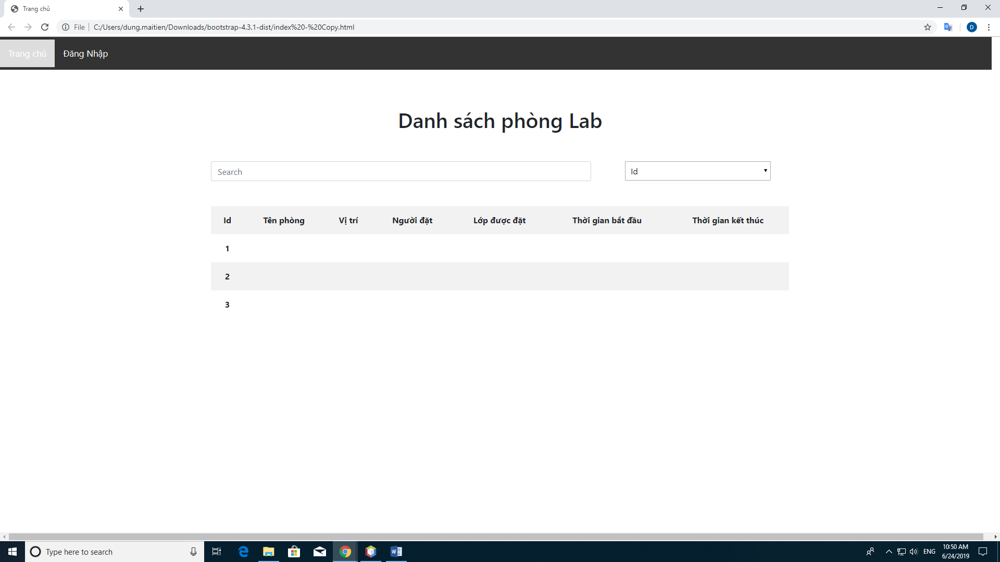 Trang chủ
File C:/Users/dung.maitien/Downloads/bootstrap-4.3.1-dist/index%20-%20Copy.html
D
Trang chủ Đăng Nhập
Danh sách phòng Lab
Search Id
Id Tên phòng Vị trí Người đặt Lớp được đặt Thời gian bắt đầu Thời gian kết thúc
1
2
3
Type here to search
ENG
10:50 AM
6/24/2019